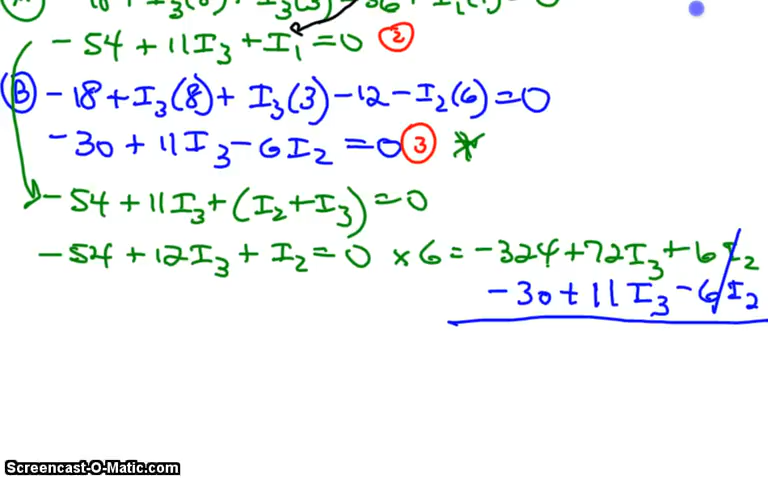 -54 + 11I₃ + I₁ = 0 ②
Ⓑ -18 + I₃(8) + I₃(3) - 12 - I₂(6) = 0
-30 + 11I₃ - 6I₂ = 0 ③ *
-54 + 11I₃ + (I₂ + I₃) = 0
-54 + 12I₃ + I₂ = 0 × 6 = -324 + 72I₃ + 6I₂
-30 + 11I₃ - 6I₂
Screencast-O-Matic.com